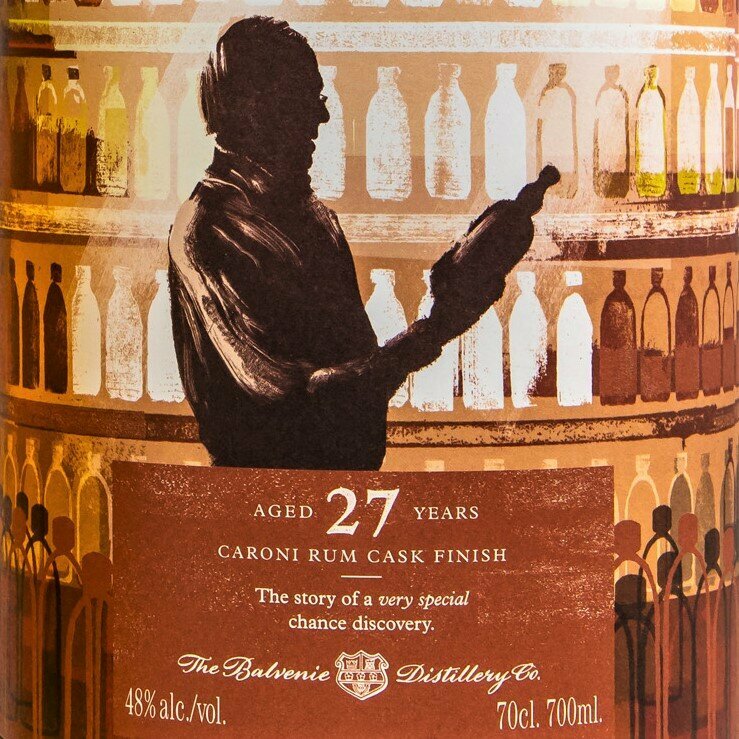 AGED 27 YEARS
CARONI RUM CASK FINISH
The story of a very special
chance discovery.
The Balvenie Distillery Co.
48% alc./vol. 70cl. 700ml.